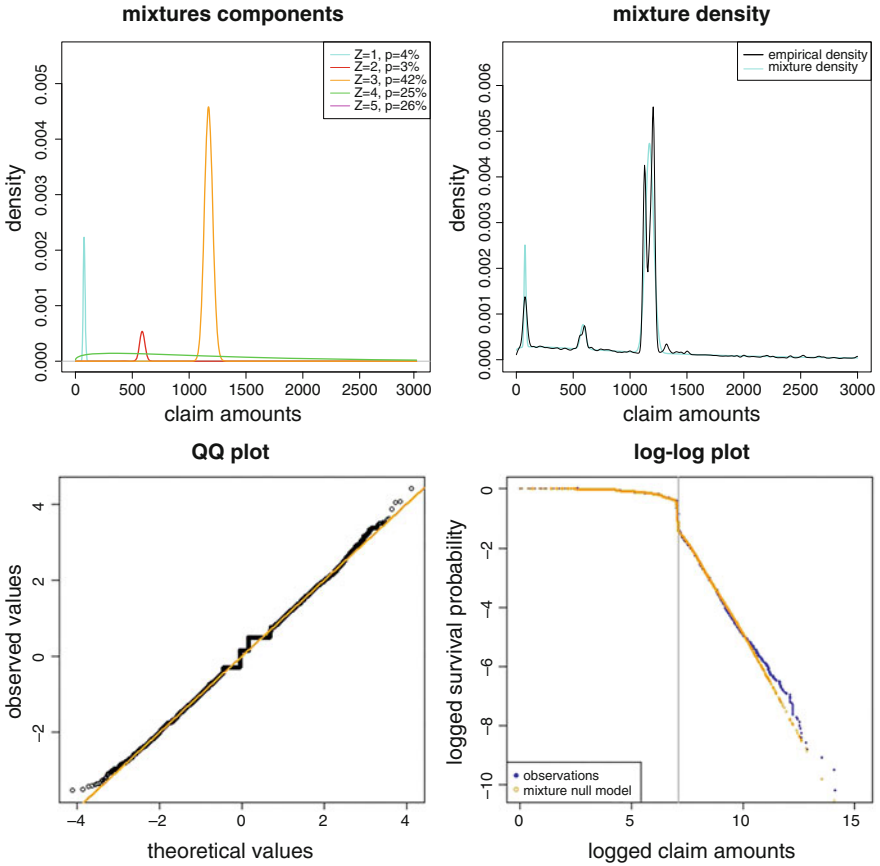 mixtures components
Z=1, p=4%
Z=2, p=3%
Z=3, p=42%
Z=4, p=25%
Z=5, p=26%
density
0.000
0.001
0.002
0.003
0.004
0.005
0 500 1000 1500 2000 2500 3000
claim amounts
mixture density
empirical density
mixture density
density
0.000
0.001
0.002
0.003
0.004
0.005
0.006
0 500 1000 1500 2000 2500 3000
claim amounts
QQ plot
observed values
4
2
0
−2
−4 −2 0 2 4
theoretical values
log-log plot
logged survival probability
0
−2
−4
−6
−8
−10
observations
mixture null model
0 5 10 15
logged claim amounts